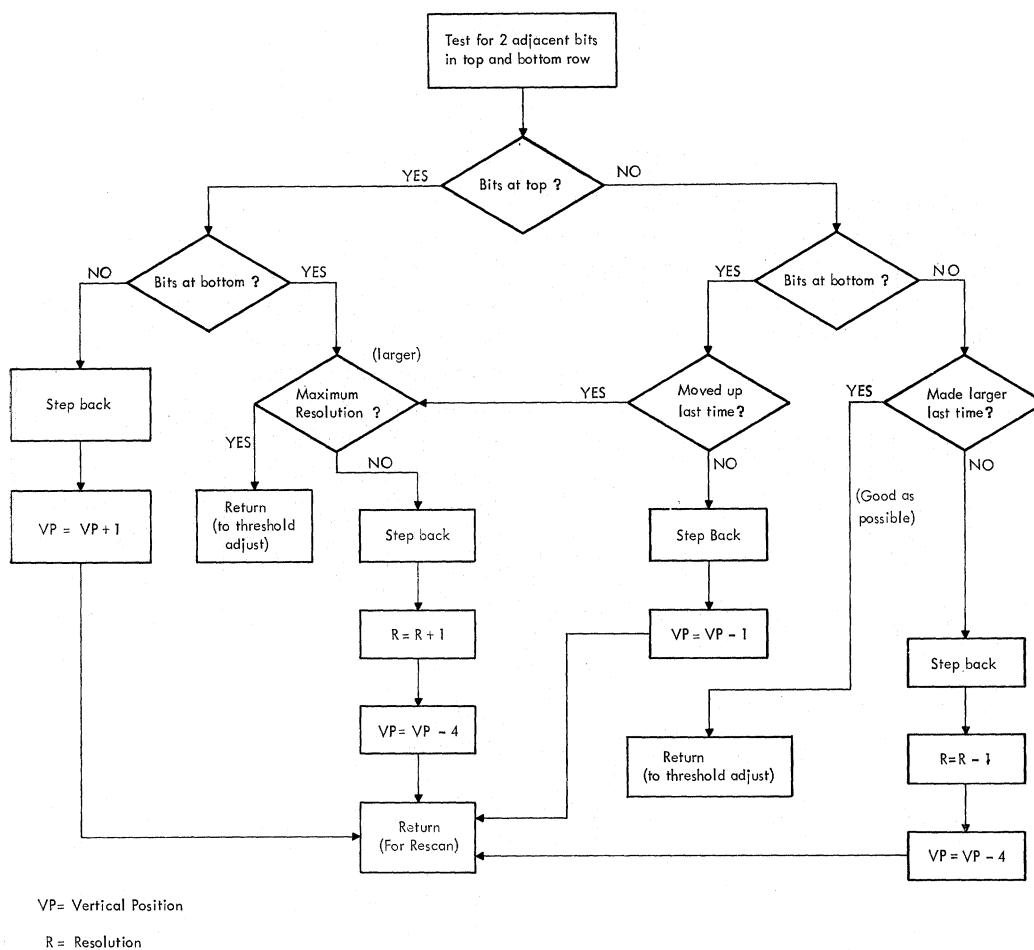 Test for 2 adjacent bits
in top and bottom row
Bits at top ?
YES
NO
Bits at bottom ?
NO
YES
Bits at bottom ?
YES
NO
Step back
VP = VP + 1
(larger)
Maximum
Resolution ?
YES
NO
Return
(to threshold
adjust)
Step back
R = R + 1
VP = VP - 4
Return
(For Rescan)
Moved up
last time?
YES
NO
Step Back
VP = VP - 1
Made larger
last time?
YES
NO
(Good as
possible)
Return
(to threshold adjust)
Step back
R = R - 1
VP = VP - 4
VP = Vertical Position
R = Resolution